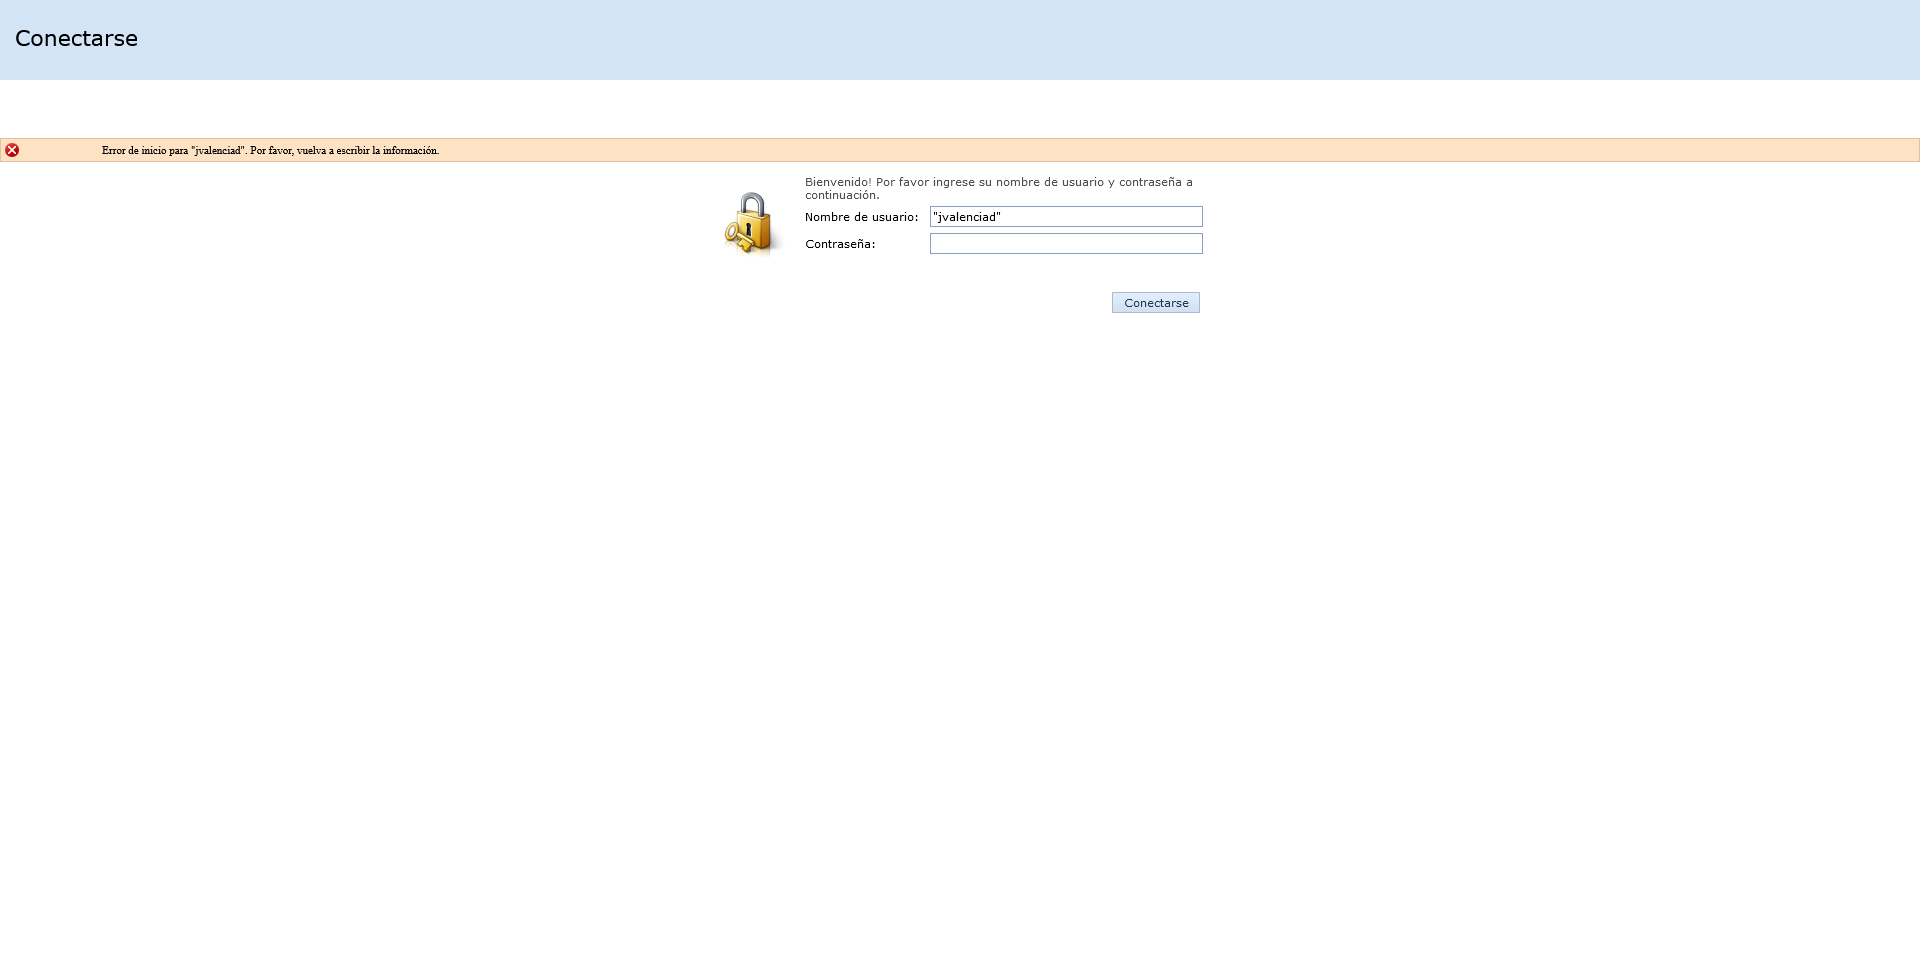 Conectarse
Error de inicio para "jvalenciad". Por favor, vuelva a escribir la información.
Bienvenido! Por favor ingrese su nombre de usuario y contraseña a
continuación.
Nombre de usuario: "jvalenciad"
Contraseña:
Conectarse